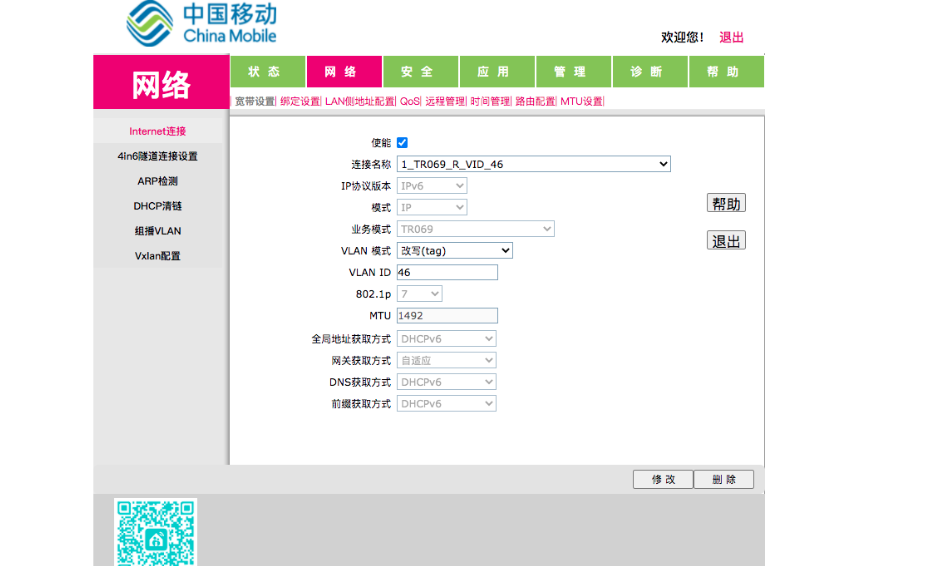 中国移动
China Mobile
欢迎您! 退出
网络
状 态 网 络 安 全 应 用 管 理 诊 断 帮 助
宽带设置| 绑定设置| LAN侧地址配置| QoS| 远程管理| 时间管理| 路由配置| MTU设置|
Internet连接
4in6隧道连接设置
ARP检测
DHCP清链
组播VLAN
Vxlan配置
使能
连接名称 1_TR069_R_VID_46
IP协议版本 IPv6
模式 IP
业务模式 TR069
VLAN 模式 改写(tag)
VLAN ID 46
802.1p 7
MTU 1492
全局地址获取方式 DHCPv6
网关获取方式 自适应
DNS获取方式 DHCPv6
前缀获取方式 DHCPv6
帮助
退出
修 改 删 除